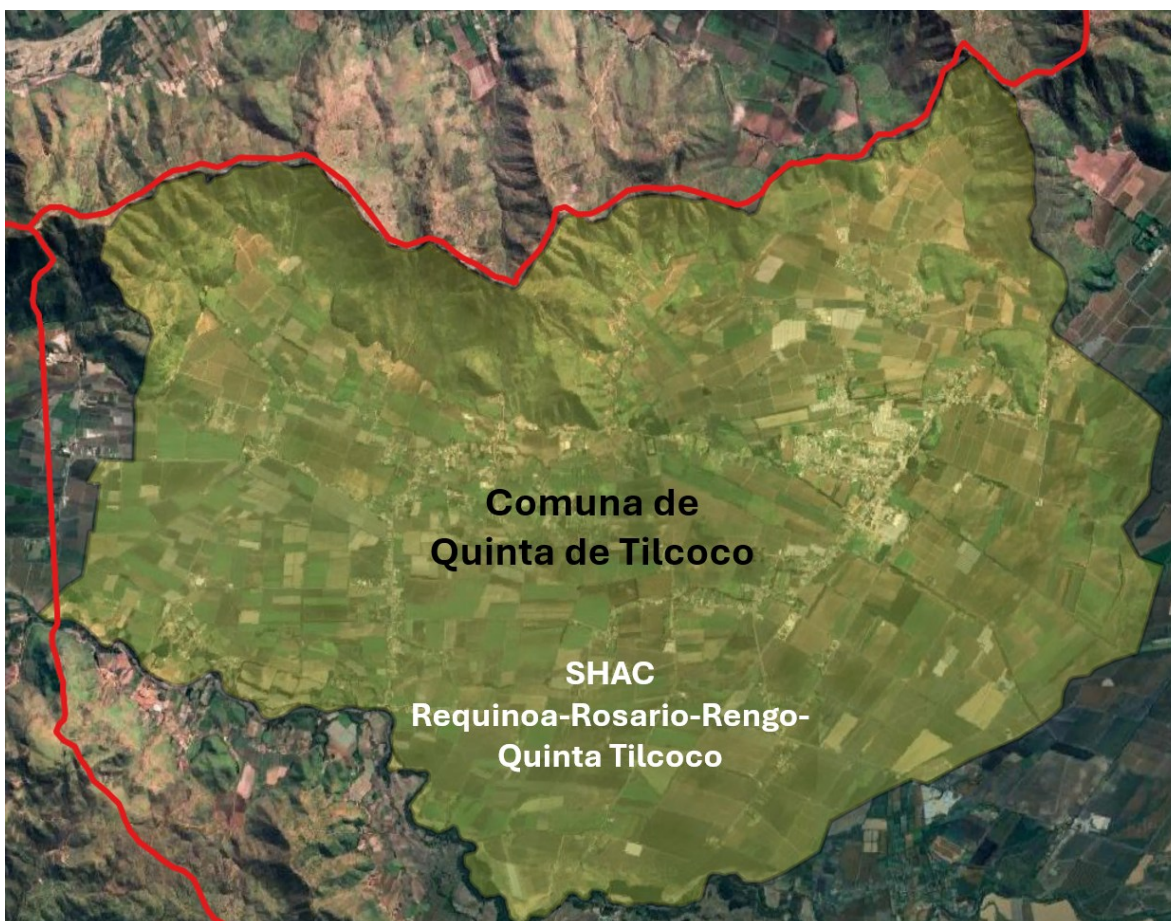 Comuna de
Quinta de Tilcoco
SHAC
Requinoa-Rosario-Rengo-
Quinta Tilcoco